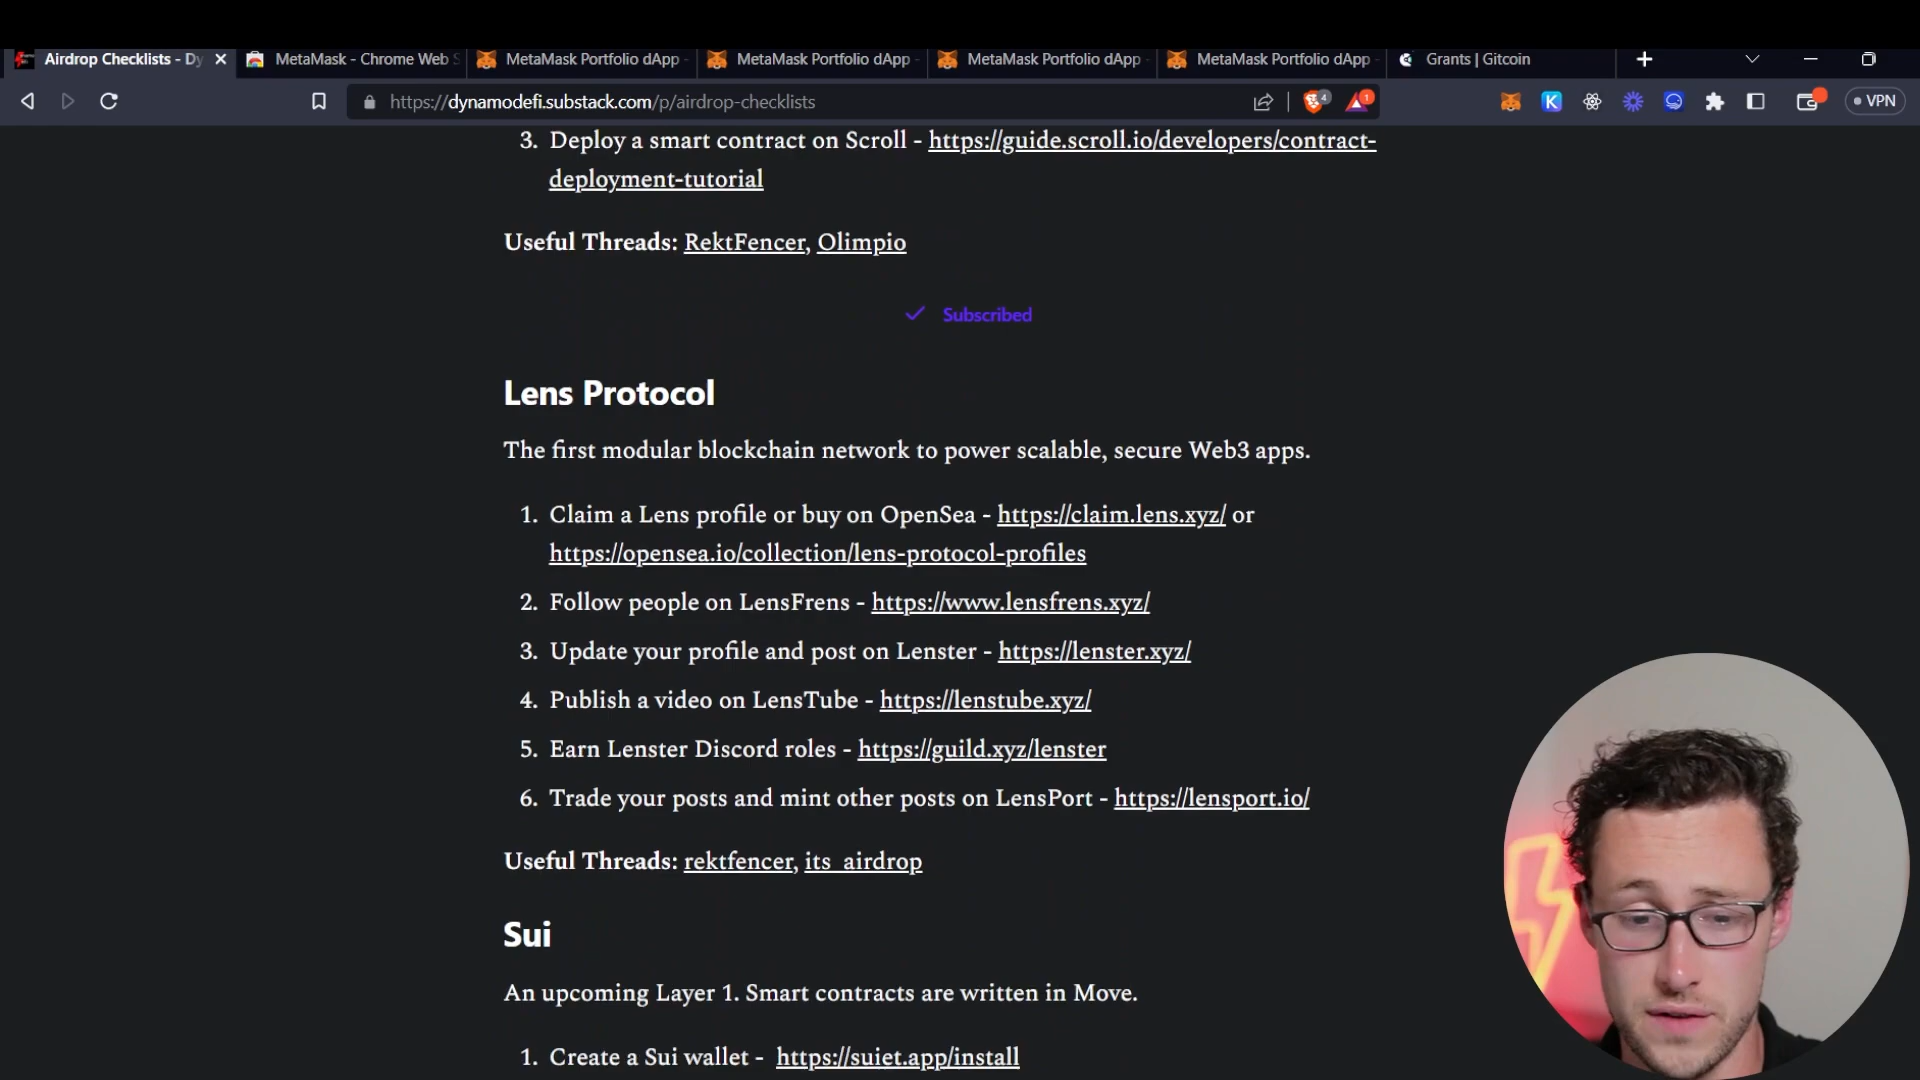 Airdrop Checklists - Dy
MetaMask - Chrome Web S
MetaMask Portfolio dApp -
MetaMask Portfolio dApp -
MetaMask Portfolio dApp -
MetaMask Portfolio dApp -
Grants | Gitcoin
https://dynamodefi.substack.com/p/airdrop-checklists
4
1
K
VPN
3. Deploy a smart contract on Scroll - https://guide.scroll.io/developers/contract-
deployment-tutorial
Useful Threads: RektFencer, Olimpio
Subscribed
Lens Protocol
The first modular blockchain network to power scalable, secure Web3 apps.
1. Claim a Lens profile or buy on OpenSea - https://claim.lens.xyz/ or
https://opensea.io/collection/lens-protocol-profiles
2. Follow people on LensFrens - https://www.lensfrens.xyz/
3. Update your profile and post on Lenster - https://lenster.xyz/
4. Publish a video on LensTube - https://lenstube.xyz/
5. Earn Lenster Discord roles - https://guild.xyz/lenster
6. Trade your posts and mint other posts on LensPort - https://lensport.io/
Useful Threads: rektfencer, its_airdrop
Sui
An upcoming Layer 1. Smart contracts are written in Move.
1. Create a Sui wallet - https://suiet.app/install